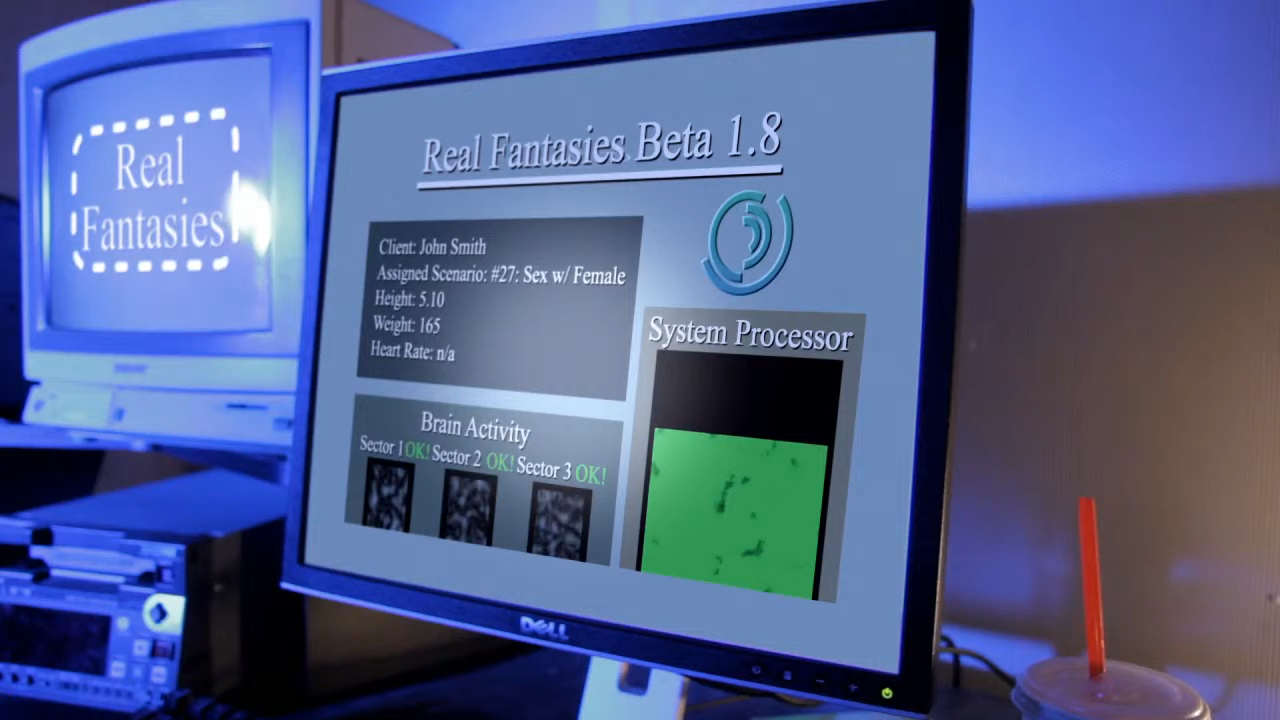 Real
Fantasies
Real Fantasies Beta 1.8
Client: John Smith
Assigned Scenario: #27: Sex w/ Female
Height: 5.10
Weight: 165
Heart Rate: n/a
System Processor
Brain Activity
Sector 1 OK! Sector 2 OK! Sector 3 OK!
DELL